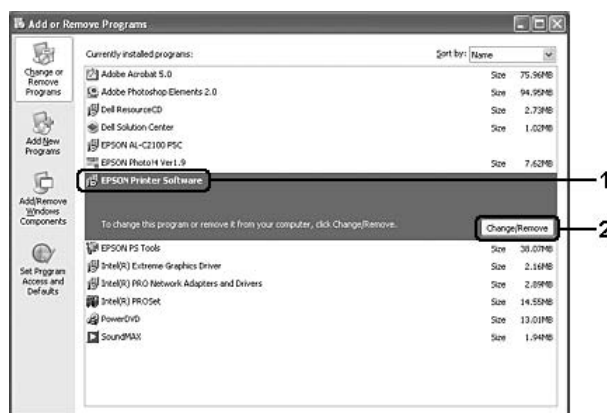 Add or Remove Programs
Change or
Remove
Programs
Add New
Programs
Add/Remove
Windows
Components
Set Program
Access and
Defaults
Currently installed programs:
Sort by: Name
Adobe Acrobat 5.0 Size 75.96MB
Adobe Photoshop Elements 2.0 Size 94.95MB
Dell ResourceCD Size 2.73MB
Dell Solution Center Size 1.02MB
EPSON AL-C2100 PSC
EPSON PhotoH Ver1.9 Size 7.62MB
EPSON Printer Software
1
To change this program or remove it from your computer, click Change/Remove.
Change/Remove
2
EPSON PS Tools Size 38.07MB
Intel(R) Extreme Graphics Driver Size 2.16MB
Intel(R) PRO Network Adapters and Drivers Size 2.89MB
Intel(R) PROSet Size 14.55MB
PowerDVD Size 13.01MB
SoundMAX Size 1.94MB